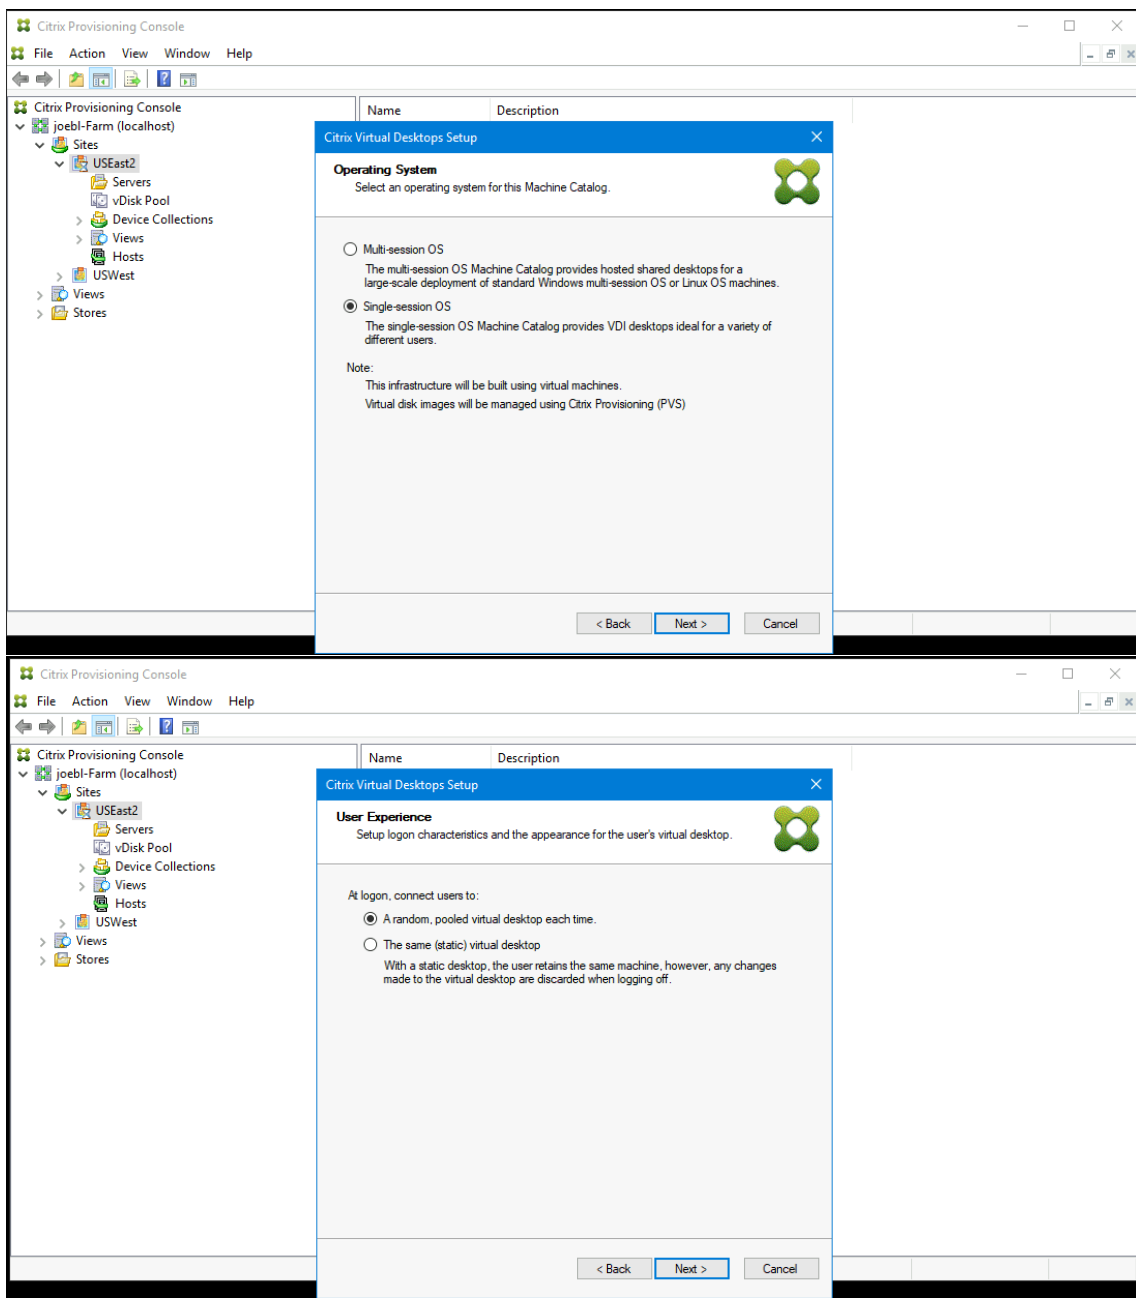 Citrix Provisioning Console
File Action View Window Help
Citrix Provisioning Console
joebl-Farm (localhost)
Sites
USEast2
Servers
vDisk Pool
Device Collections
Views
Hosts
USWest
Views
Stores
Name Description
Citrix Virtual Desktops Setup
Operating System
Select an operating system for this Machine Catalog.
Multi-session OS
The multi-session OS Machine Catalog provides hosted shared desktops for a
large-scale deployment of standard Windows multi-session OS or Linux OS machines.
Single-session OS
The single-session OS Machine Catalog provides VDI desktops ideal for a variety of
different users.
Note:
This infrastructure will be built using virtual machines.
Virtual disk images will be managed using Citrix Provisioning (PVS)
< Back Next > Cancel
Citrix Provisioning Console
File Action View Window Help
Citrix Provisioning Console
joebl-Farm (localhost)
Sites
USEast2
Servers
vDisk Pool
Device Collections
Views
Hosts
USWest
Views
Stores
Name Description
Citrix Virtual Desktops Setup
User Experience
Setup logon characteristics and the appearance for the user's virtual desktop.
At logon, connect users to:
A random, pooled virtual desktop each time.
The same (static) virtual desktop
With a static desktop, the user retains the same machine, however, any changes
made to the virtual desktop are discarded when logging off.
< Back Next > Cancel